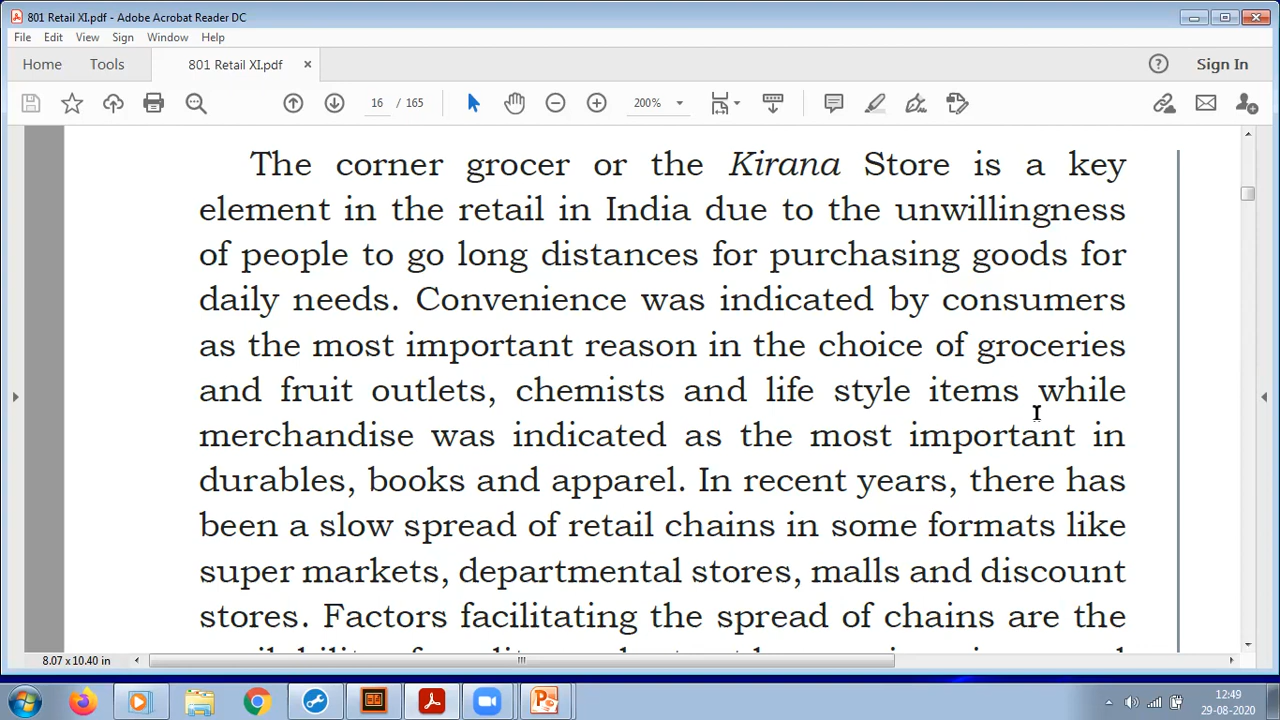 801 Retail XI.pdf - Adobe Acrobat Reader DC
File Edit View Sign Window Help
Home Tools 801 Retail XI.pdf × ? Sign In
16 / 165 200%
The corner grocer or the Kirana Store is a key
element in the retail in India due to the unwillingness
of people to go long distances for purchasing goods for
daily needs. Convenience was indicated by consumers
as the most important reason in the choice of groceries
and fruit outlets, chemists and life style items while
merchandise was indicated as the most important in
durables, books and apparel. In recent years, there has
been a slow spread of retail chains in some formats like
super markets, departmental stores, malls and discount
stores. Factors facilitating the spread of chains are the
8.07 x 10.40 in
12:49
29-08-2020